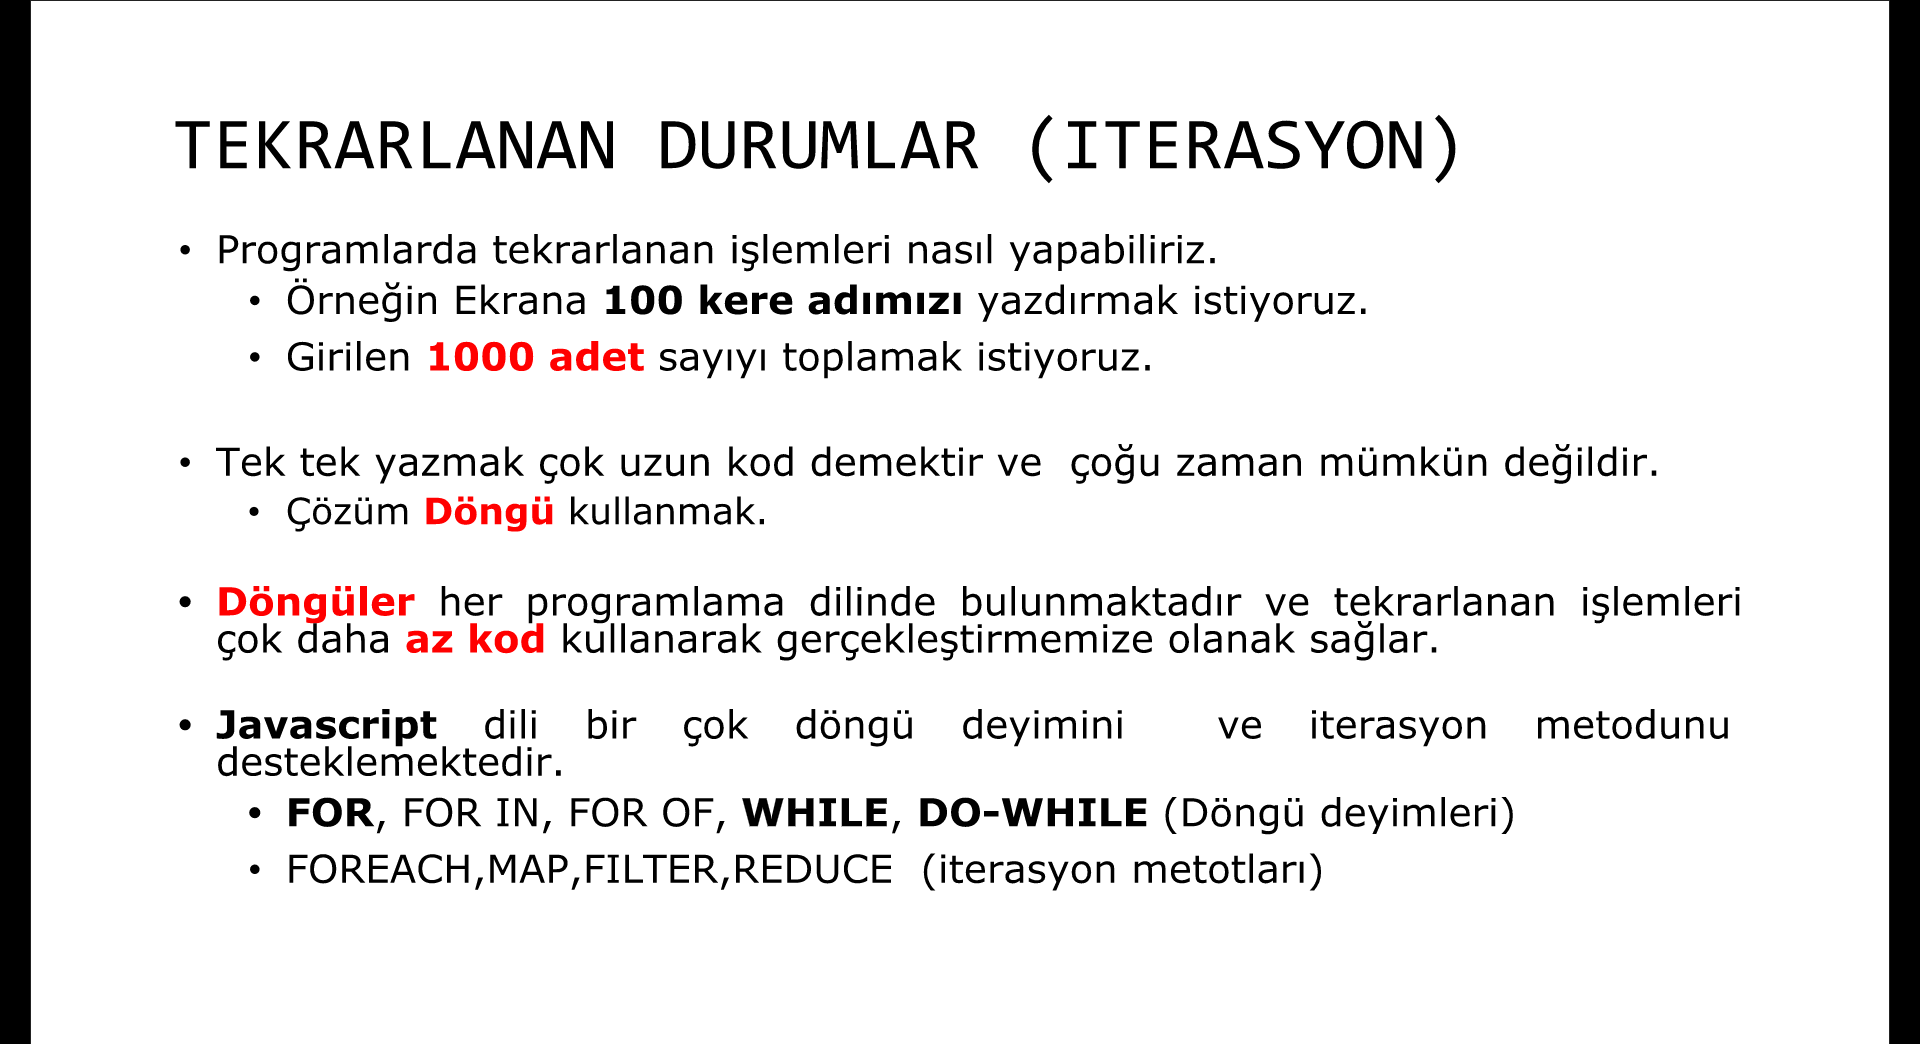 TEKRARLANAN DURUMLAR (ITERASYON)
• Programlarda tekrarlanan işlemleri nasıl yapabiliriz.
• Örneğin Ekrana 100 kere adımızı yazdırmak istiyoruz.
• Girilen 1000 adet sayıyı toplamak istiyoruz.
• Tek tek yazmak çok uzun kod demektir ve çoğu zaman mümkün değildir.
• Çözüm Döngü kullanmak.
• Döngüler her programlama dilinde bulunmaktadır ve tekrarlanan işlemleri
çok daha az kod kullanarak gerçekleştirmemize olanak sağlar.
• Javascript dili bir çok döngü deyimini ve iterasyon metodunu
desteklemektedir.
• FOR, FOR IN, FOR OF, WHILE, DO-WHILE (Döngü deyimleri)
• FOREACH,MAP,FILTER,REDUCE (iterasyon metotları)